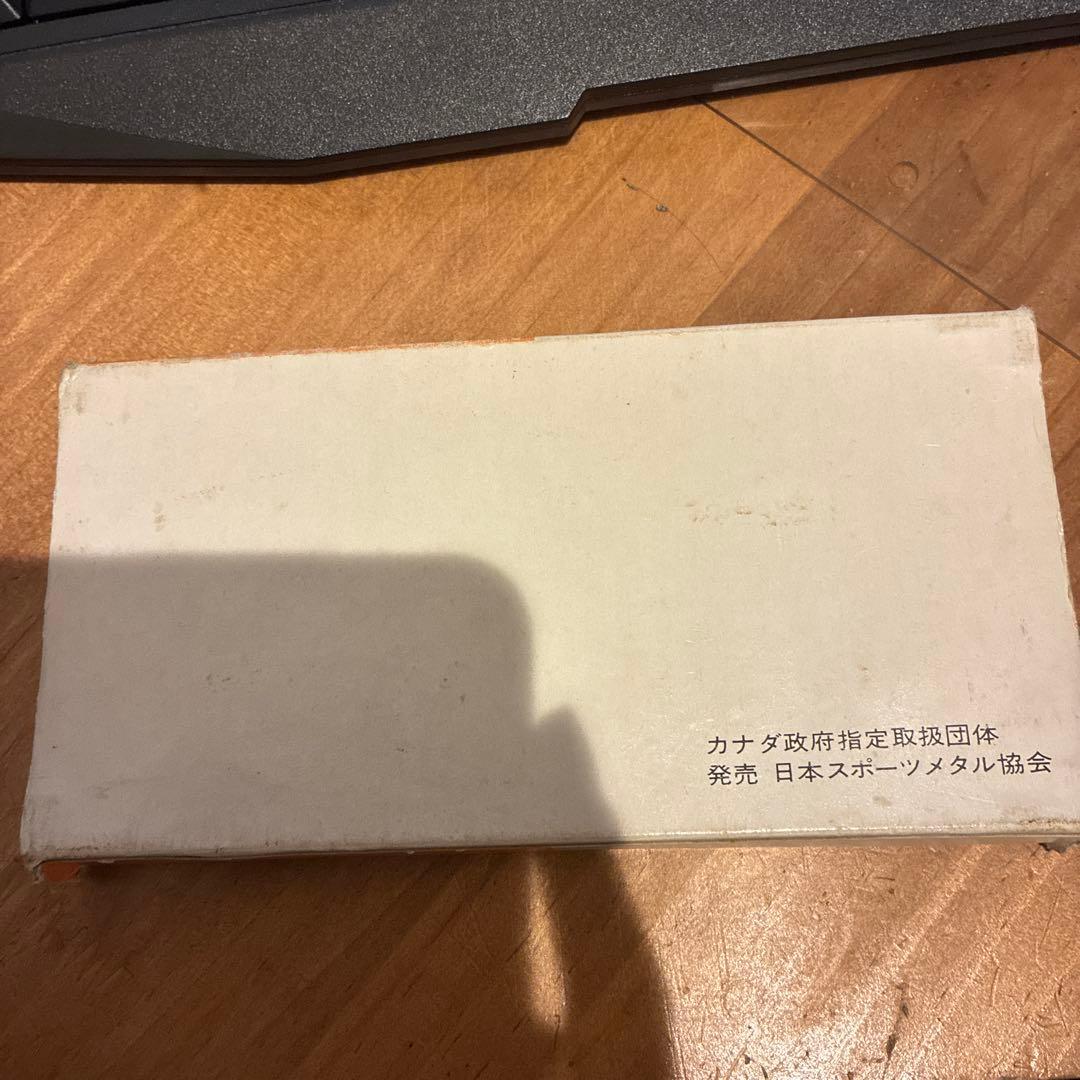 カナダ政府指定取扱団体
発売 日本スポーツメタル協会